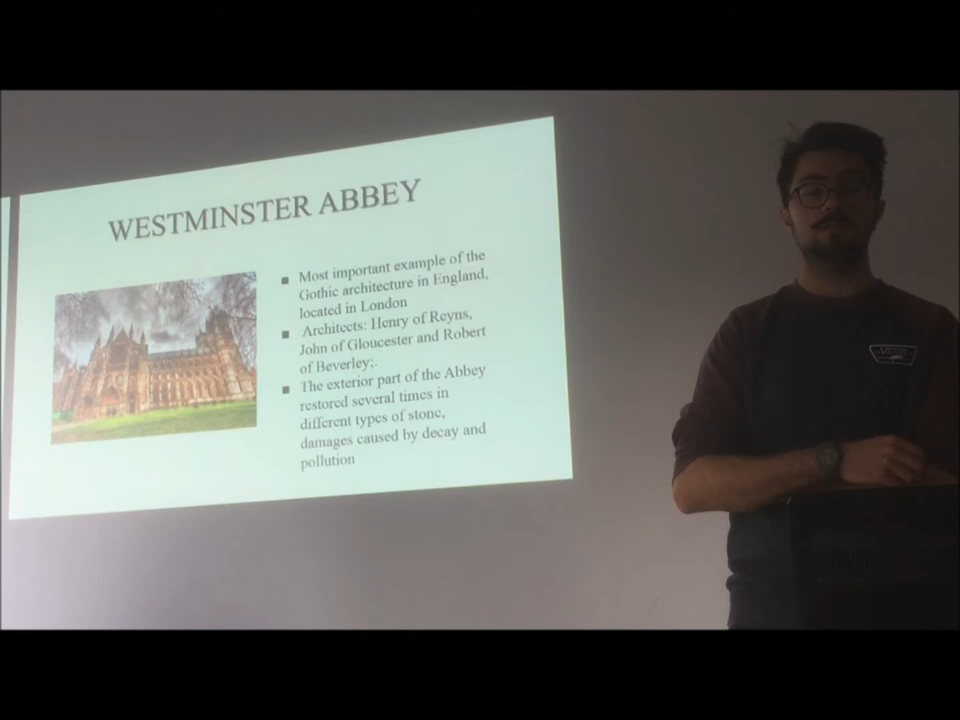 WESTMINSTER ABBEY
■ Most important example of the
Gothic architecture in England,
located in London
■ Architects: Henry of Reyns,
John of Gloucester and Robert
of Beverley;.
■ The exterior part of the Abbey
restored several times in
different types of stone,
damages caused by decay and
pollution